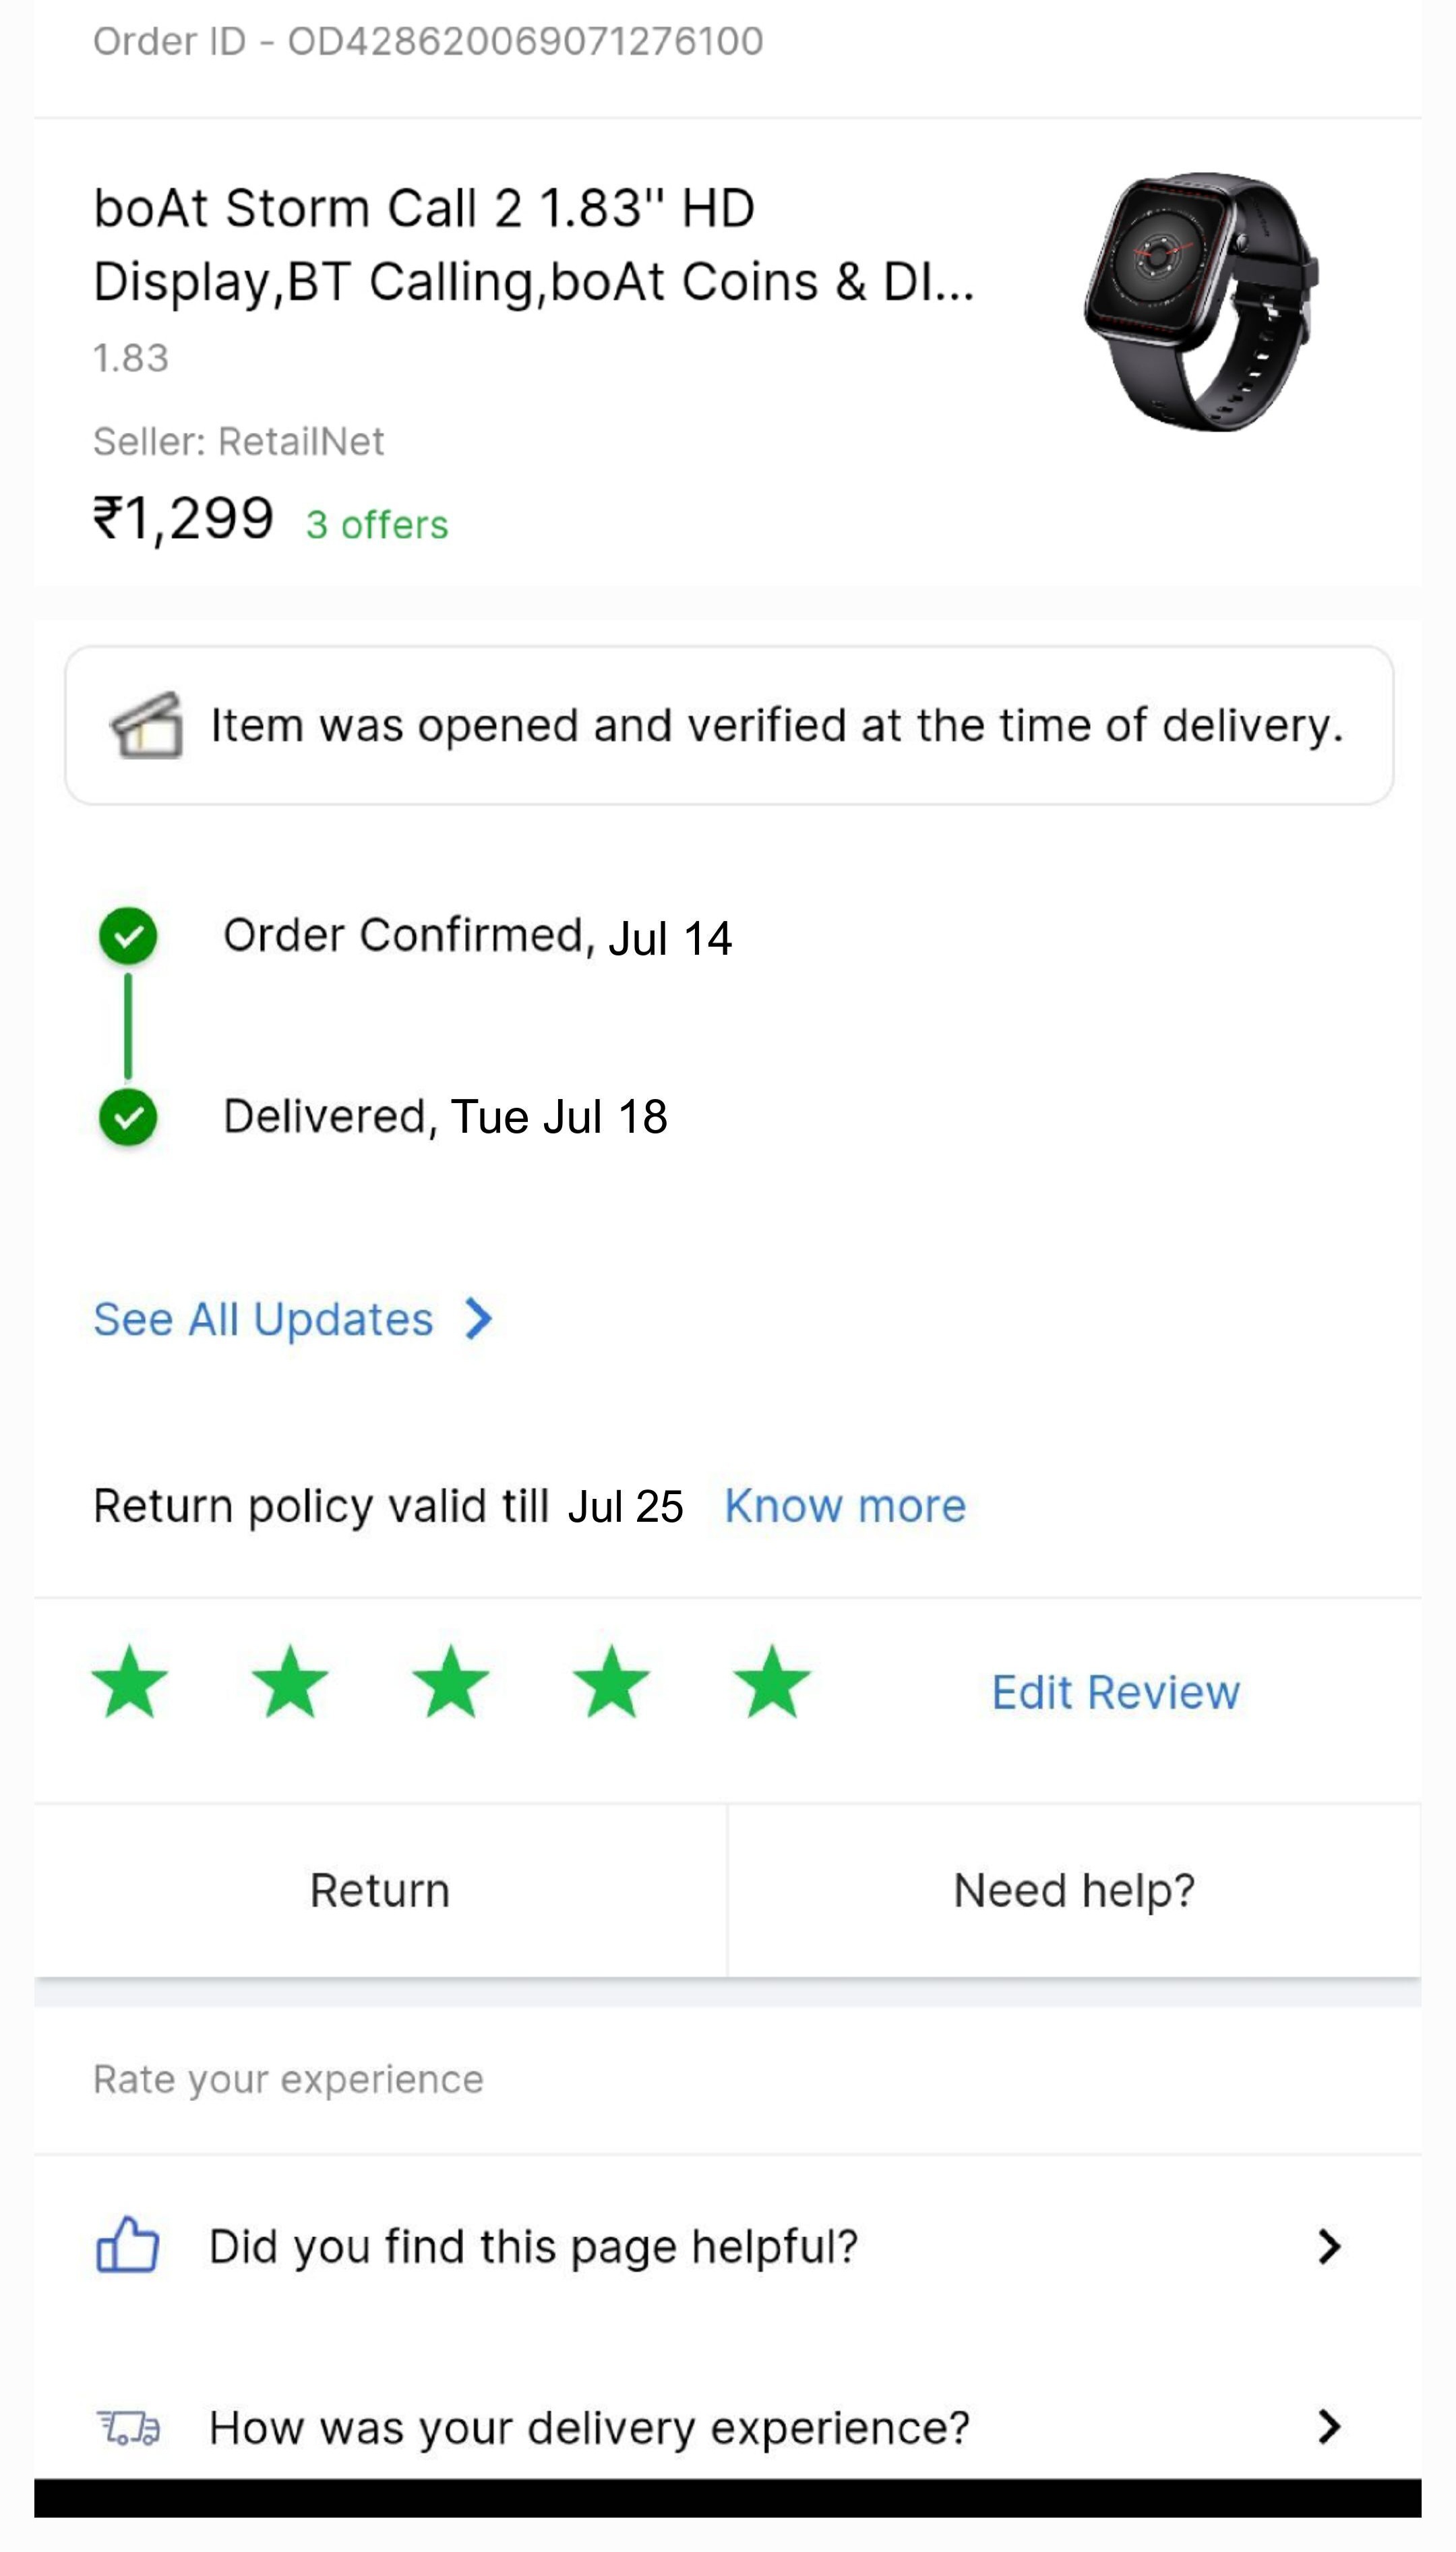 Order ID - OD428620069071276100
boAt Storm Call 2 1.83" HD
Display,BT Calling,boAt Coins & DI...
1.83
Seller: RetailNet
₹1,299 3 offers
Item was opened and verified at the time of delivery.
Order Confirmed, Jul 14
Delivered, Tue Jul 18
See All Updates
Return policy valid till Jul 25 Know more
Edit Review
Return Need help?
Rate your experience
Did you find this page helpful?
How was your delivery experience?